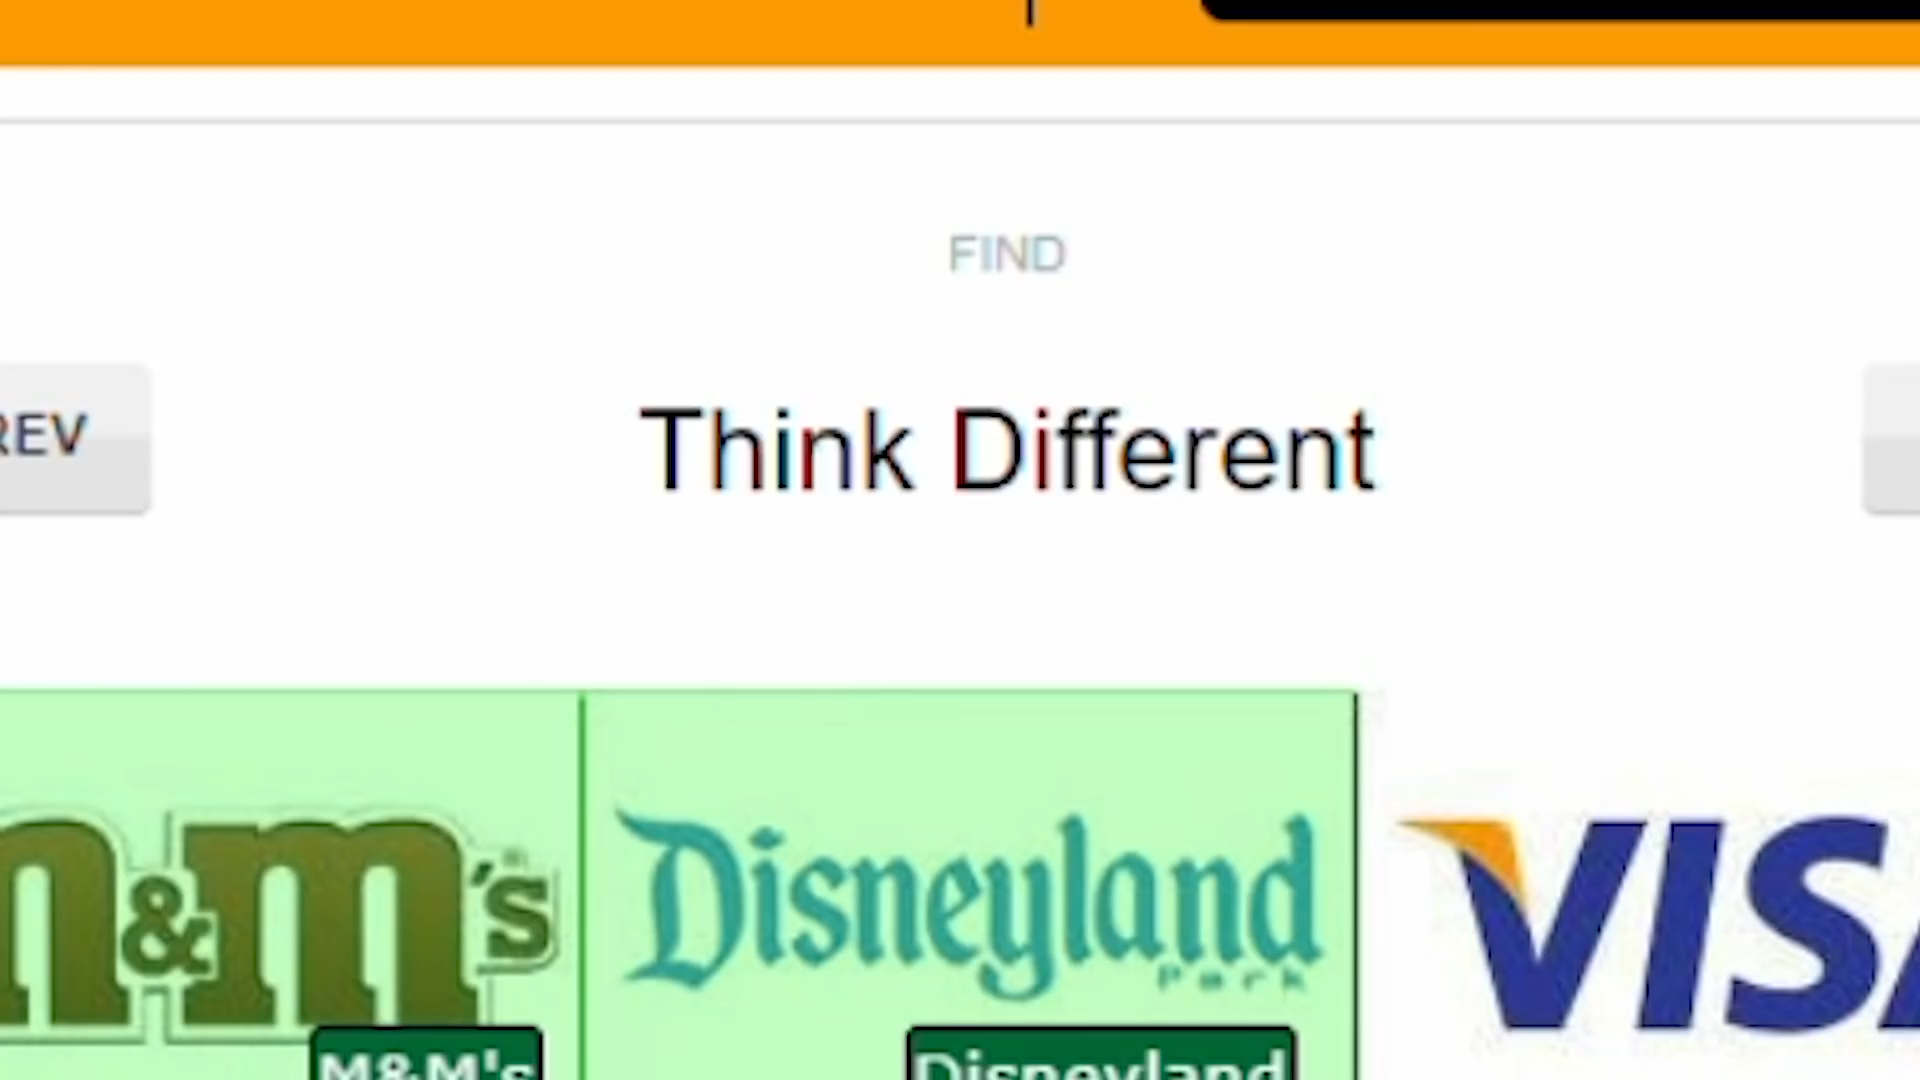 FIND
REV
Think Different
m&m's
Disneyland
Park
VISA
M&M's
Disneyland